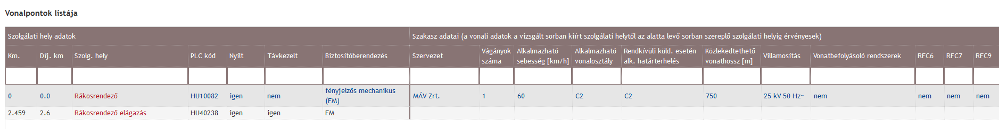 Vonalpontok listája
Szolgálati hely adatok
Szakasz adatai (a vonali adatok a vizsgált sorban kiírt szolgálati helytől az alatta levő sorban szereplő szolgálati helyig érvényesek)
Km. Díj. km Szolg. hely PLC kód Nyílt Távkezelt Biztosítóberendezés Szervezet Vágányok száma Alkalmazható sebesség [km/h] Alkalmazható vonalosztály Rendkívüli küld. esetén alk. határterhelés Közlekedtethető vonathossz [m] Villamosítás Vonatbefolyásoló rendszerek RFC6 RFC7 RFC9
0 0.0 Rákosrendező HU10082 igen nem fényjelzős mechanikus (FM) MÁV Zrt. 1 60 C2 C2 750 25 kV 50 Hz~ nem nem nem nem
2.459 2.6 Rákosrendező elágazás HU40238 igen igen FM